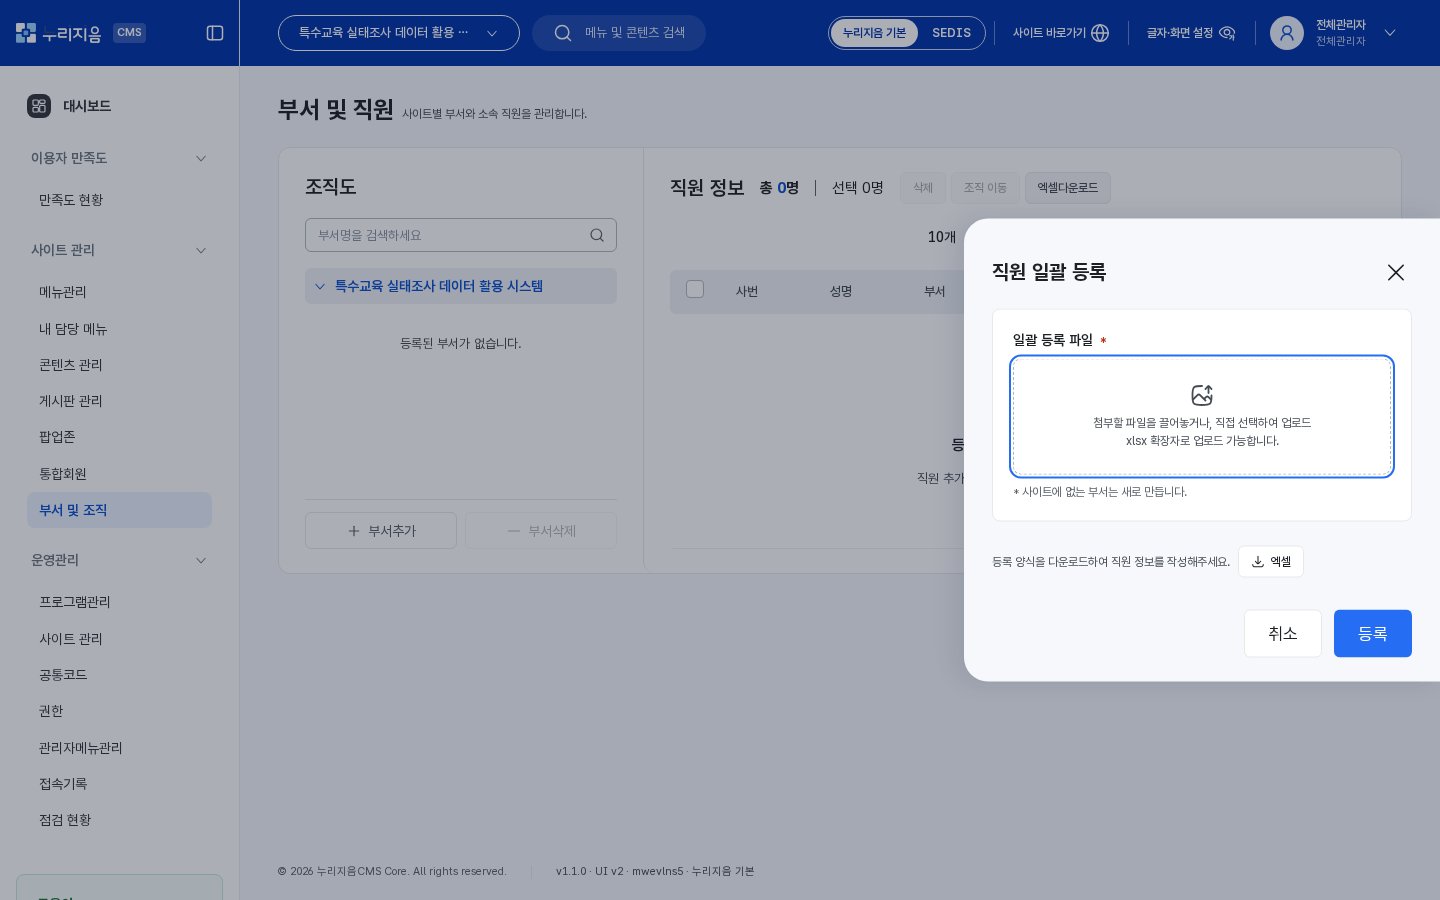 누리지음 CMS
특수교육 실태조사 데이터 활용 ···
메뉴 및 콘텐츠 검색
누리지음 기본
SEDIS
사이트 바로가기
글자·화면 설정
전체관리자
전체관리자
대시보드
이용자 만족도
만족도 현황
사이트 관리
메뉴관리
내 담당 메뉴
콘텐츠 관리
게시판 관리
팝업존
통합회원
부서 및 조직
운영관리
프로그램관리
사이트 관리
공통코드
권한
관리자메뉴관리
접속기록
점검 현황
부서 및 직원 사이트별 부서와 소속 직원을 관리합니다.
조직도
부서명을 검색하세요
특수교육 실태조사 데이터 활용 시스템
등록된 부서가 없습니다.
부서추가
부서삭제
직원 정보 총 0명 | 선택 0명 삭제 조직 이동 엑셀다운로드
10개
사번 성명 부서
등
직원 추가
직원 일괄 등록
일괄 등록 파일 *
첨부할 파일을 끌어놓거나, 직접 선택하여 업로드
xlsx 확장자로 업로드 가능합니다.
* 사이트에 없는 부서는 새로 만듭니다.
등록 양식을 다운로드하여 직원 정보를 작성해주세요. 엑셀
취소 등록
© 2026 누리지음CMS Core. All rights reserved.
v1.1.0 · UI v2 · mwevlns5 · 누리지음 기본